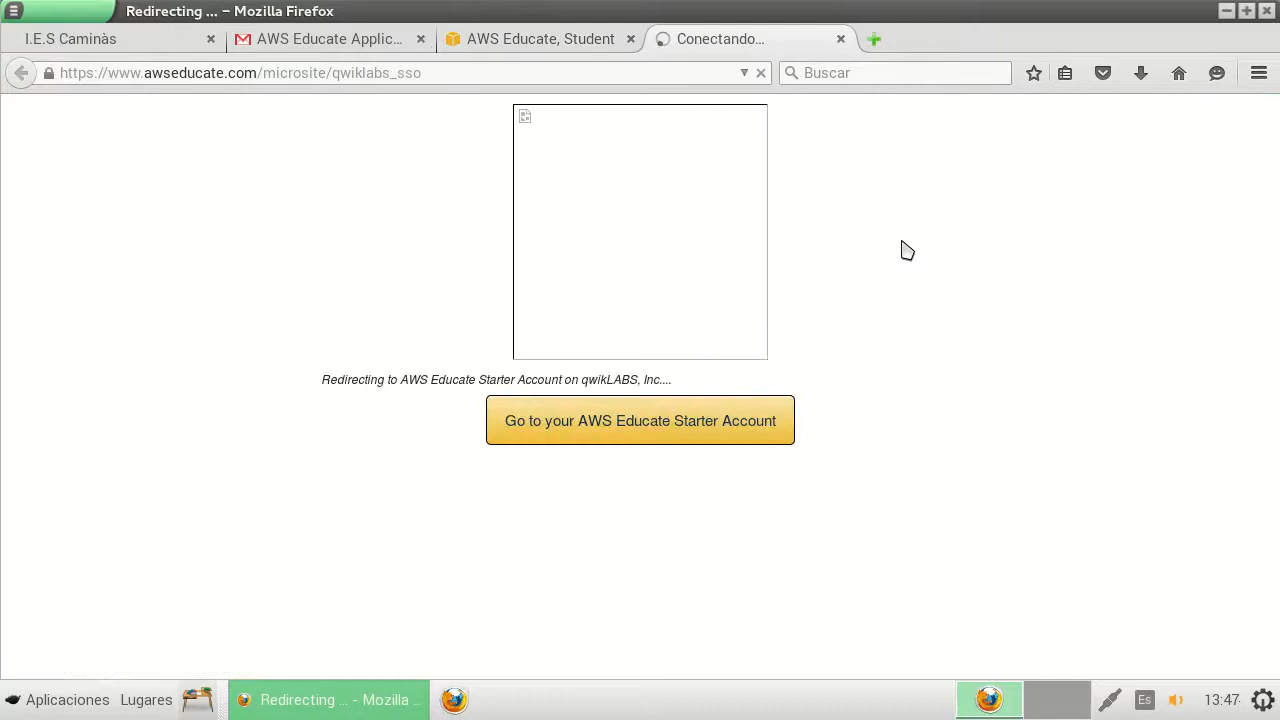 Redirecting ... - Mozilla Firefox
I.E.S Caminàs
AWS Educate Applic...
AWS Educate, Student
Conectando...
https://www.awseducate.com/microsite/qwiklabs_sso
Buscar
Redirecting to AWS Educate Starter Account on qwikLABS, Inc....
Go to your AWS Educate Starter Account
Aplicaciones
Lugares
Redirecting ... - Mozilla ...
Es
13:47